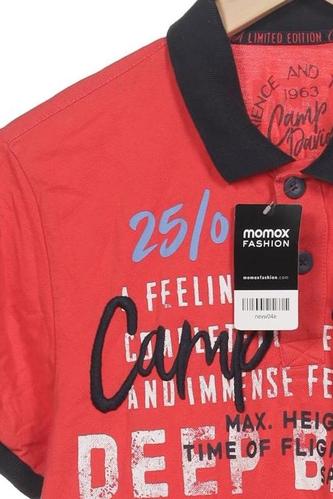 LIMITED EDITION
AND
1963
Camp
David
25/0
momox
FASHION
momoxfashion.com
A FEELIN
Camp
AND IMMENSE FE
MAX. HEIG
TIME OF FLIG
DEEP B